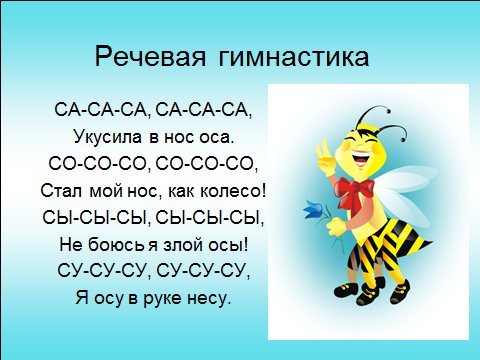 Речевая гимнастика
СА-СА-СА, СА-СА-СА,
Укусила в нос оса.
СО-СО-СО, СО-СО-СО,
Стал мой нос, как колесо!
СЫ-СЫ-СЫ, СЫ-СЫ-СЫ,
Не боюсь я злой осы!
СУ-СУ-СУ, СУ-СУ-СУ,
Я осу в руке несу.